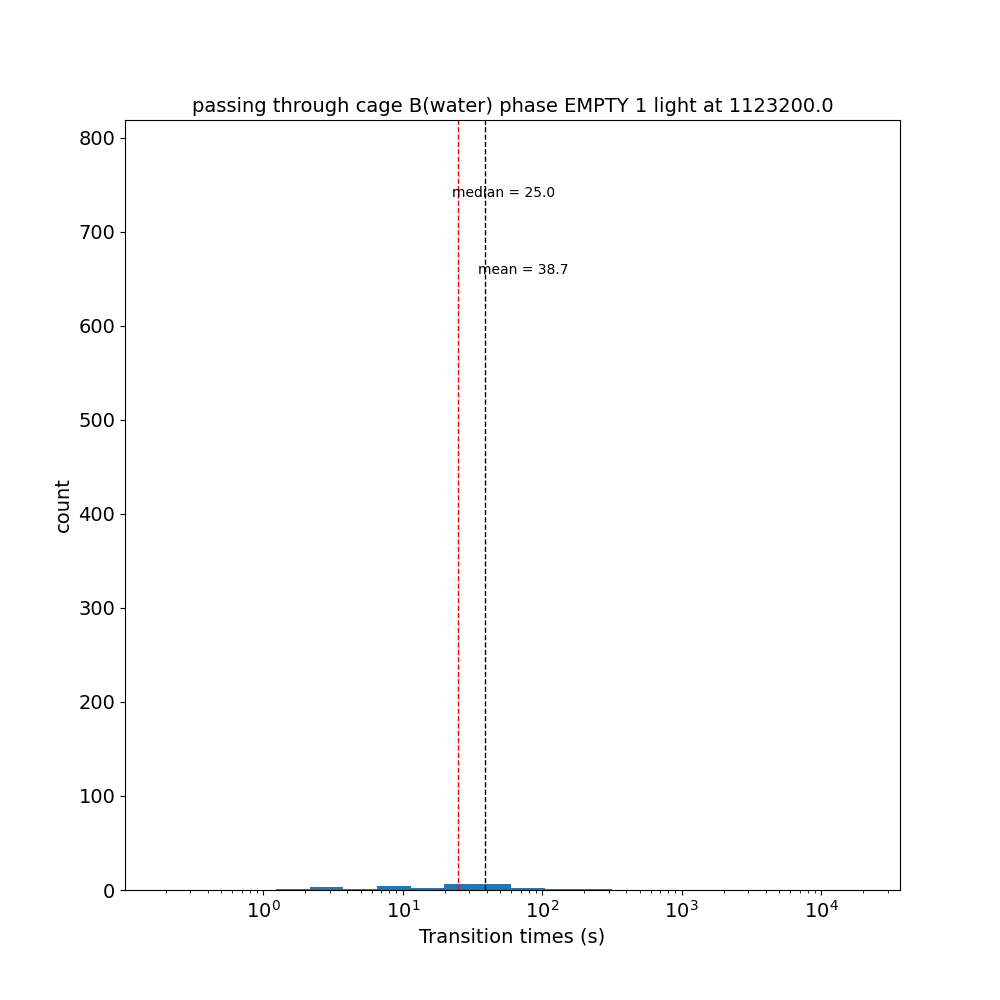 passing through cage B(water) phase EMPTY 1 light at 1123200.0
800
700
600
500
400
300
200
100
0
count
median = 25.0
mean = 38.7
10⁰ 10¹ 10² 10³ 10⁴
Transition times (s)